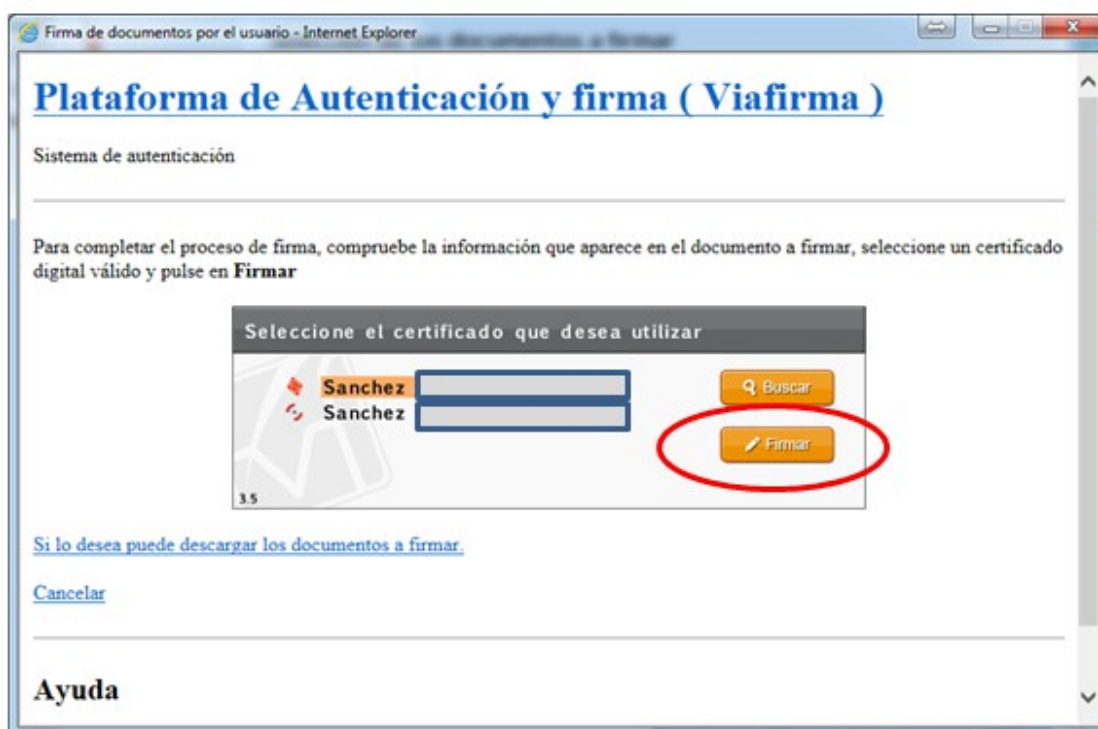 Firma de documentos por el usuario - Internet Explorer
Plataforma de Autenticación y firma ( Viafirma )
Sistema de autenticación
Para completar el proceso de firma, compruebe la información que aparece en el documento a firmar, seleccione un certificado
digital válido y pulse en Firmar
Seleccione el certificado que desea utilizar
Sanchez
Buscar
Sanchez
Firmar
3.5
Si lo desea puede descargar los documentos a firmar.
Cancelar
Ayuda